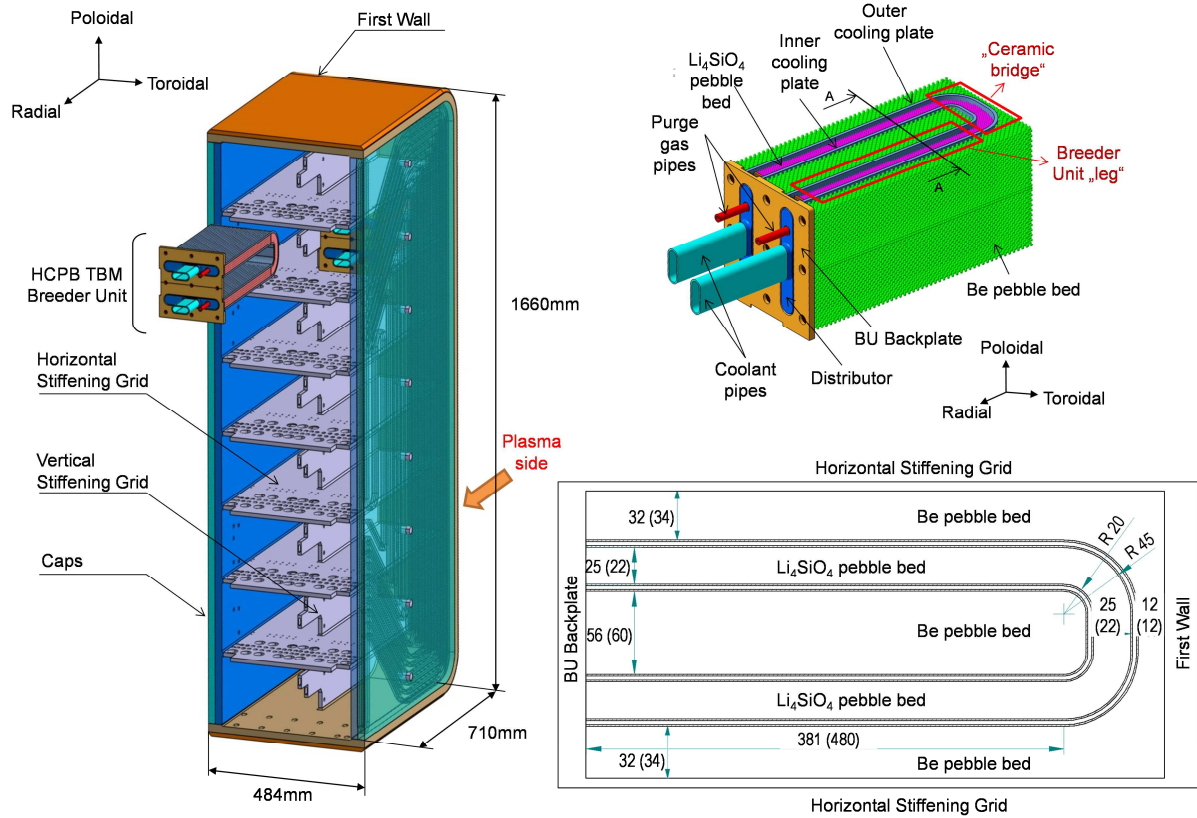 Poloidal
Toroidal
Radial
First Wall
HCPB TBM
Breeder Unit
Horizontal
Stiffening Grid
Vertical
Stiffening Grid
Caps
1660mm
Plasma
side
710mm
484mm
Outer
cooling plate
Inner
cooling
plate
Li₄SiO₄
pebble
bed
Purge
gas
pipes
A
A
„Ceramic
bridge“
Breeder
Unit „leg“
Be pebble bed
BU Backplate
Distributor
Coolant
pipes
Poloidal
Toroidal
Radial
Horizontal Stiffening Grid
32 (34)
Be pebble bed
R 20
R 45
25 (22)
Li₄SiO₄ pebble bed
BU Backplate
56 (60)
Be pebble bed
25
(22)
12
(12)
First Wall
Li₄SiO₄ pebble bed
381 (480)
32 (34)
Be pebble bed
Horizontal Stiffening Grid